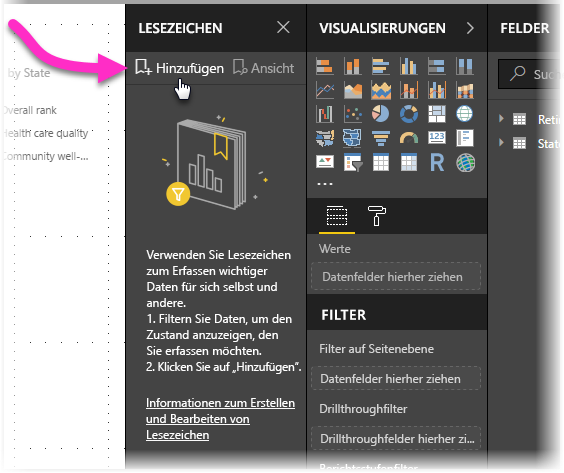 by State
Overall rank
Health care quality
Community well-...
LESEZEICHEN
Hinzufügen
Ansicht
Verwenden Sie Lesezeichen
zum Erfassen wichtiger
Daten für sich selbst und
andere.
1. Filtern Sie Daten, um den
Zustand anzuzeigen, den
Sie erfassen möchten.
2. Klicken Sie auf „Hinzufügen“.
Informationen zum Erstellen
und Bearbeiten von
Lesezeichen
VISUALISIERUNGEN
123
R
...
Werte
Datenfelder hierher ziehen
FILTER
Filter auf Seitenebene
Datenfelder hierher ziehen
Drillthroughfilter
Drillthroughfelder hierher zi...
Berichtsstufenfilter
FELDER
Such
Reti
State